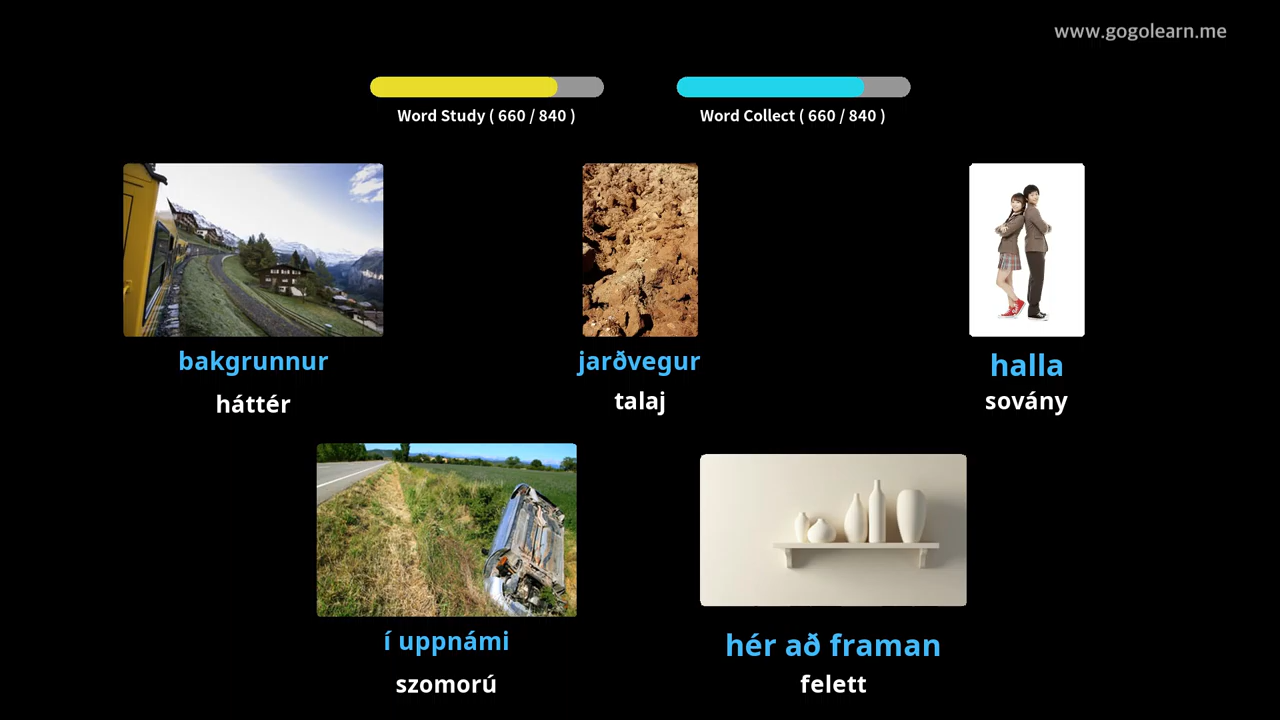 www.gogolearn.me
Word Study ( 660 / 840 )
Word Collect ( 660 / 840 )
bakgrunnur
háttér
jarðvegur
talaj
halla
sovány
í uppnámi
szomorú
hér að framan
felett